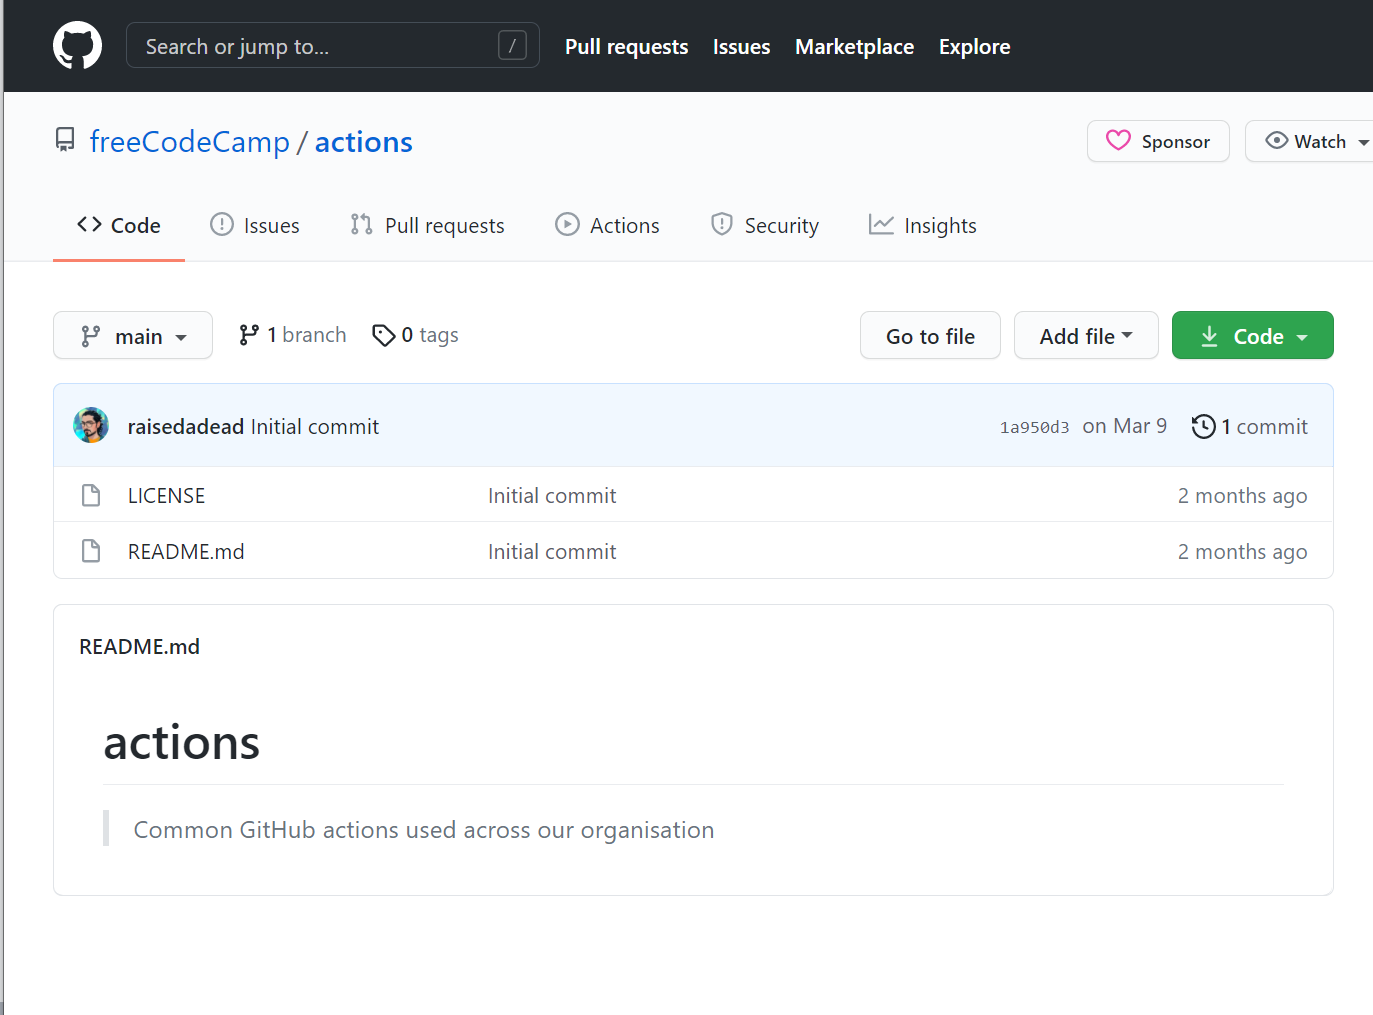 Search or jump to... /
Pull requests Issues Marketplace Explore
freeCodeCamp / actions
Sponsor Watch
Code Issues Pull requests Actions Security Insights
main 1 branch 0 tags Go to file Add file Code
raisedadead Initial commit 1a950d3 on Mar 9 1 commit
LICENSE Initial commit 2 months ago
README.md Initial commit 2 months ago
README.md
actions
Common GitHub actions used across our organisation